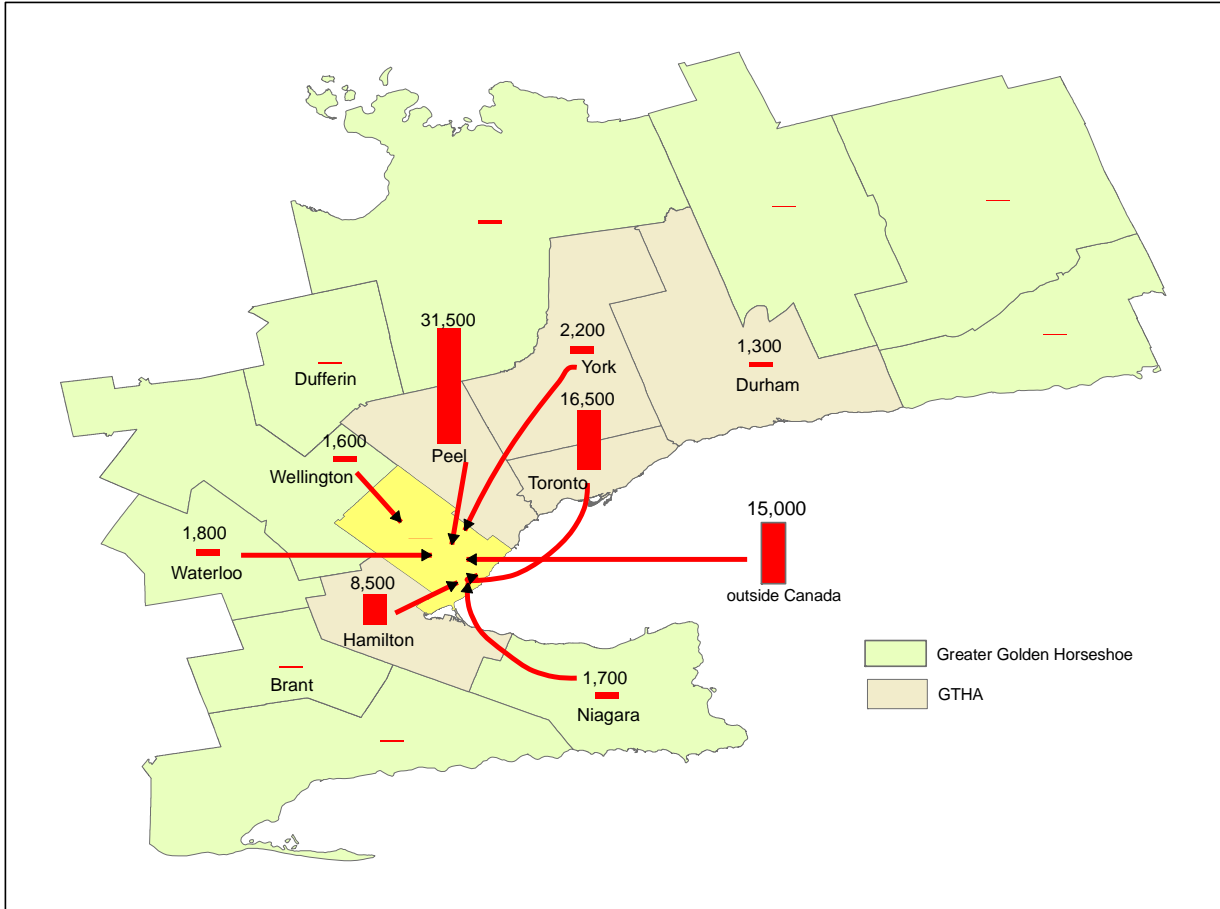 31,500
2,200
York
1,300
Durham
Dufferin
16,500
1,600
Peel
Wellington
Toronto
15,000
1,800
Waterloo
outside Canada
8,500
Hamilton
Greater Golden Horseshoe
Brant
1,700
GTHA
Niagara